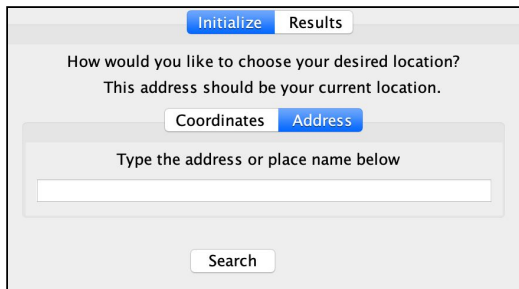 Initialize Results
How would you like to choose your desired location?
This address should be your current location.
Coordinates Address
Type the address or place name below
Search